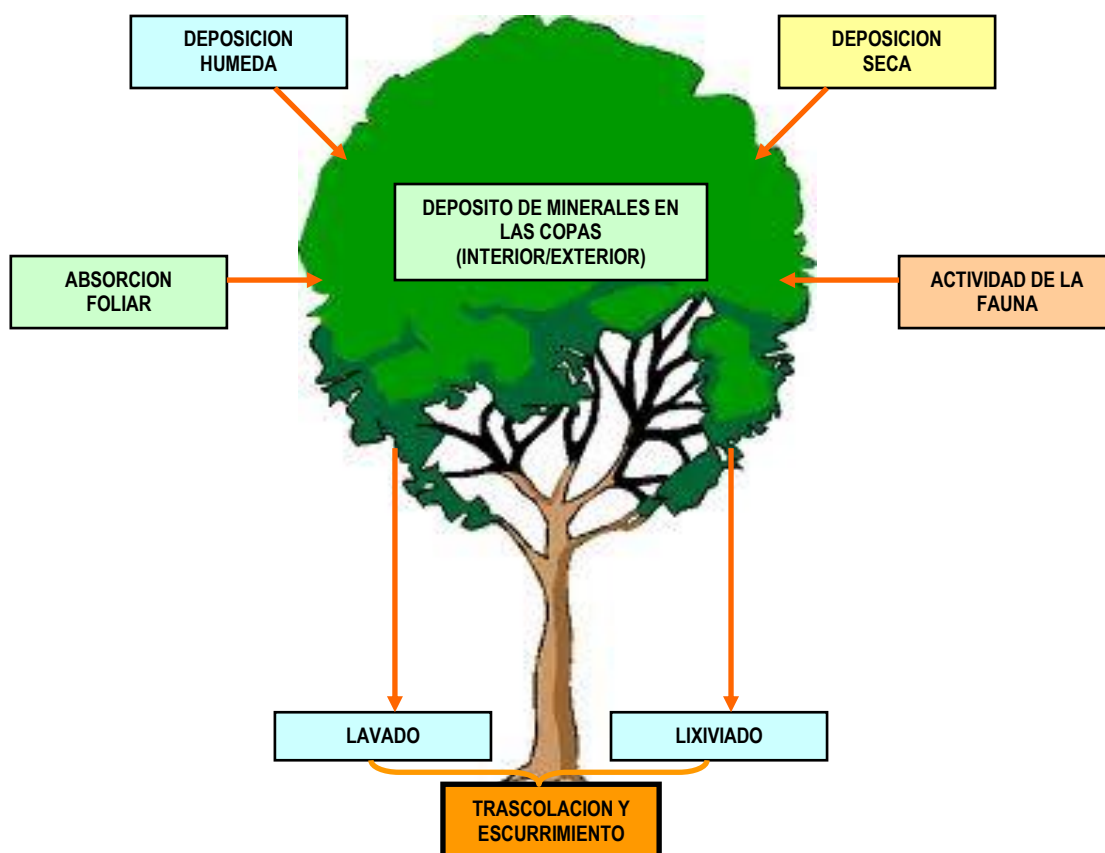 DEPOSICION
HUMEDA
DEPOSICION
SECA
DEPOSITO DE MINERALES EN
LAS COPAS
(INTERIOR/EXTERIOR)
ABSORCION
FOLIAR
ACTIVIDAD DE LA
FAUNA
LAVADO
LIXIVIADO
TRASCOLACION Y
ESCURRIMIENTO